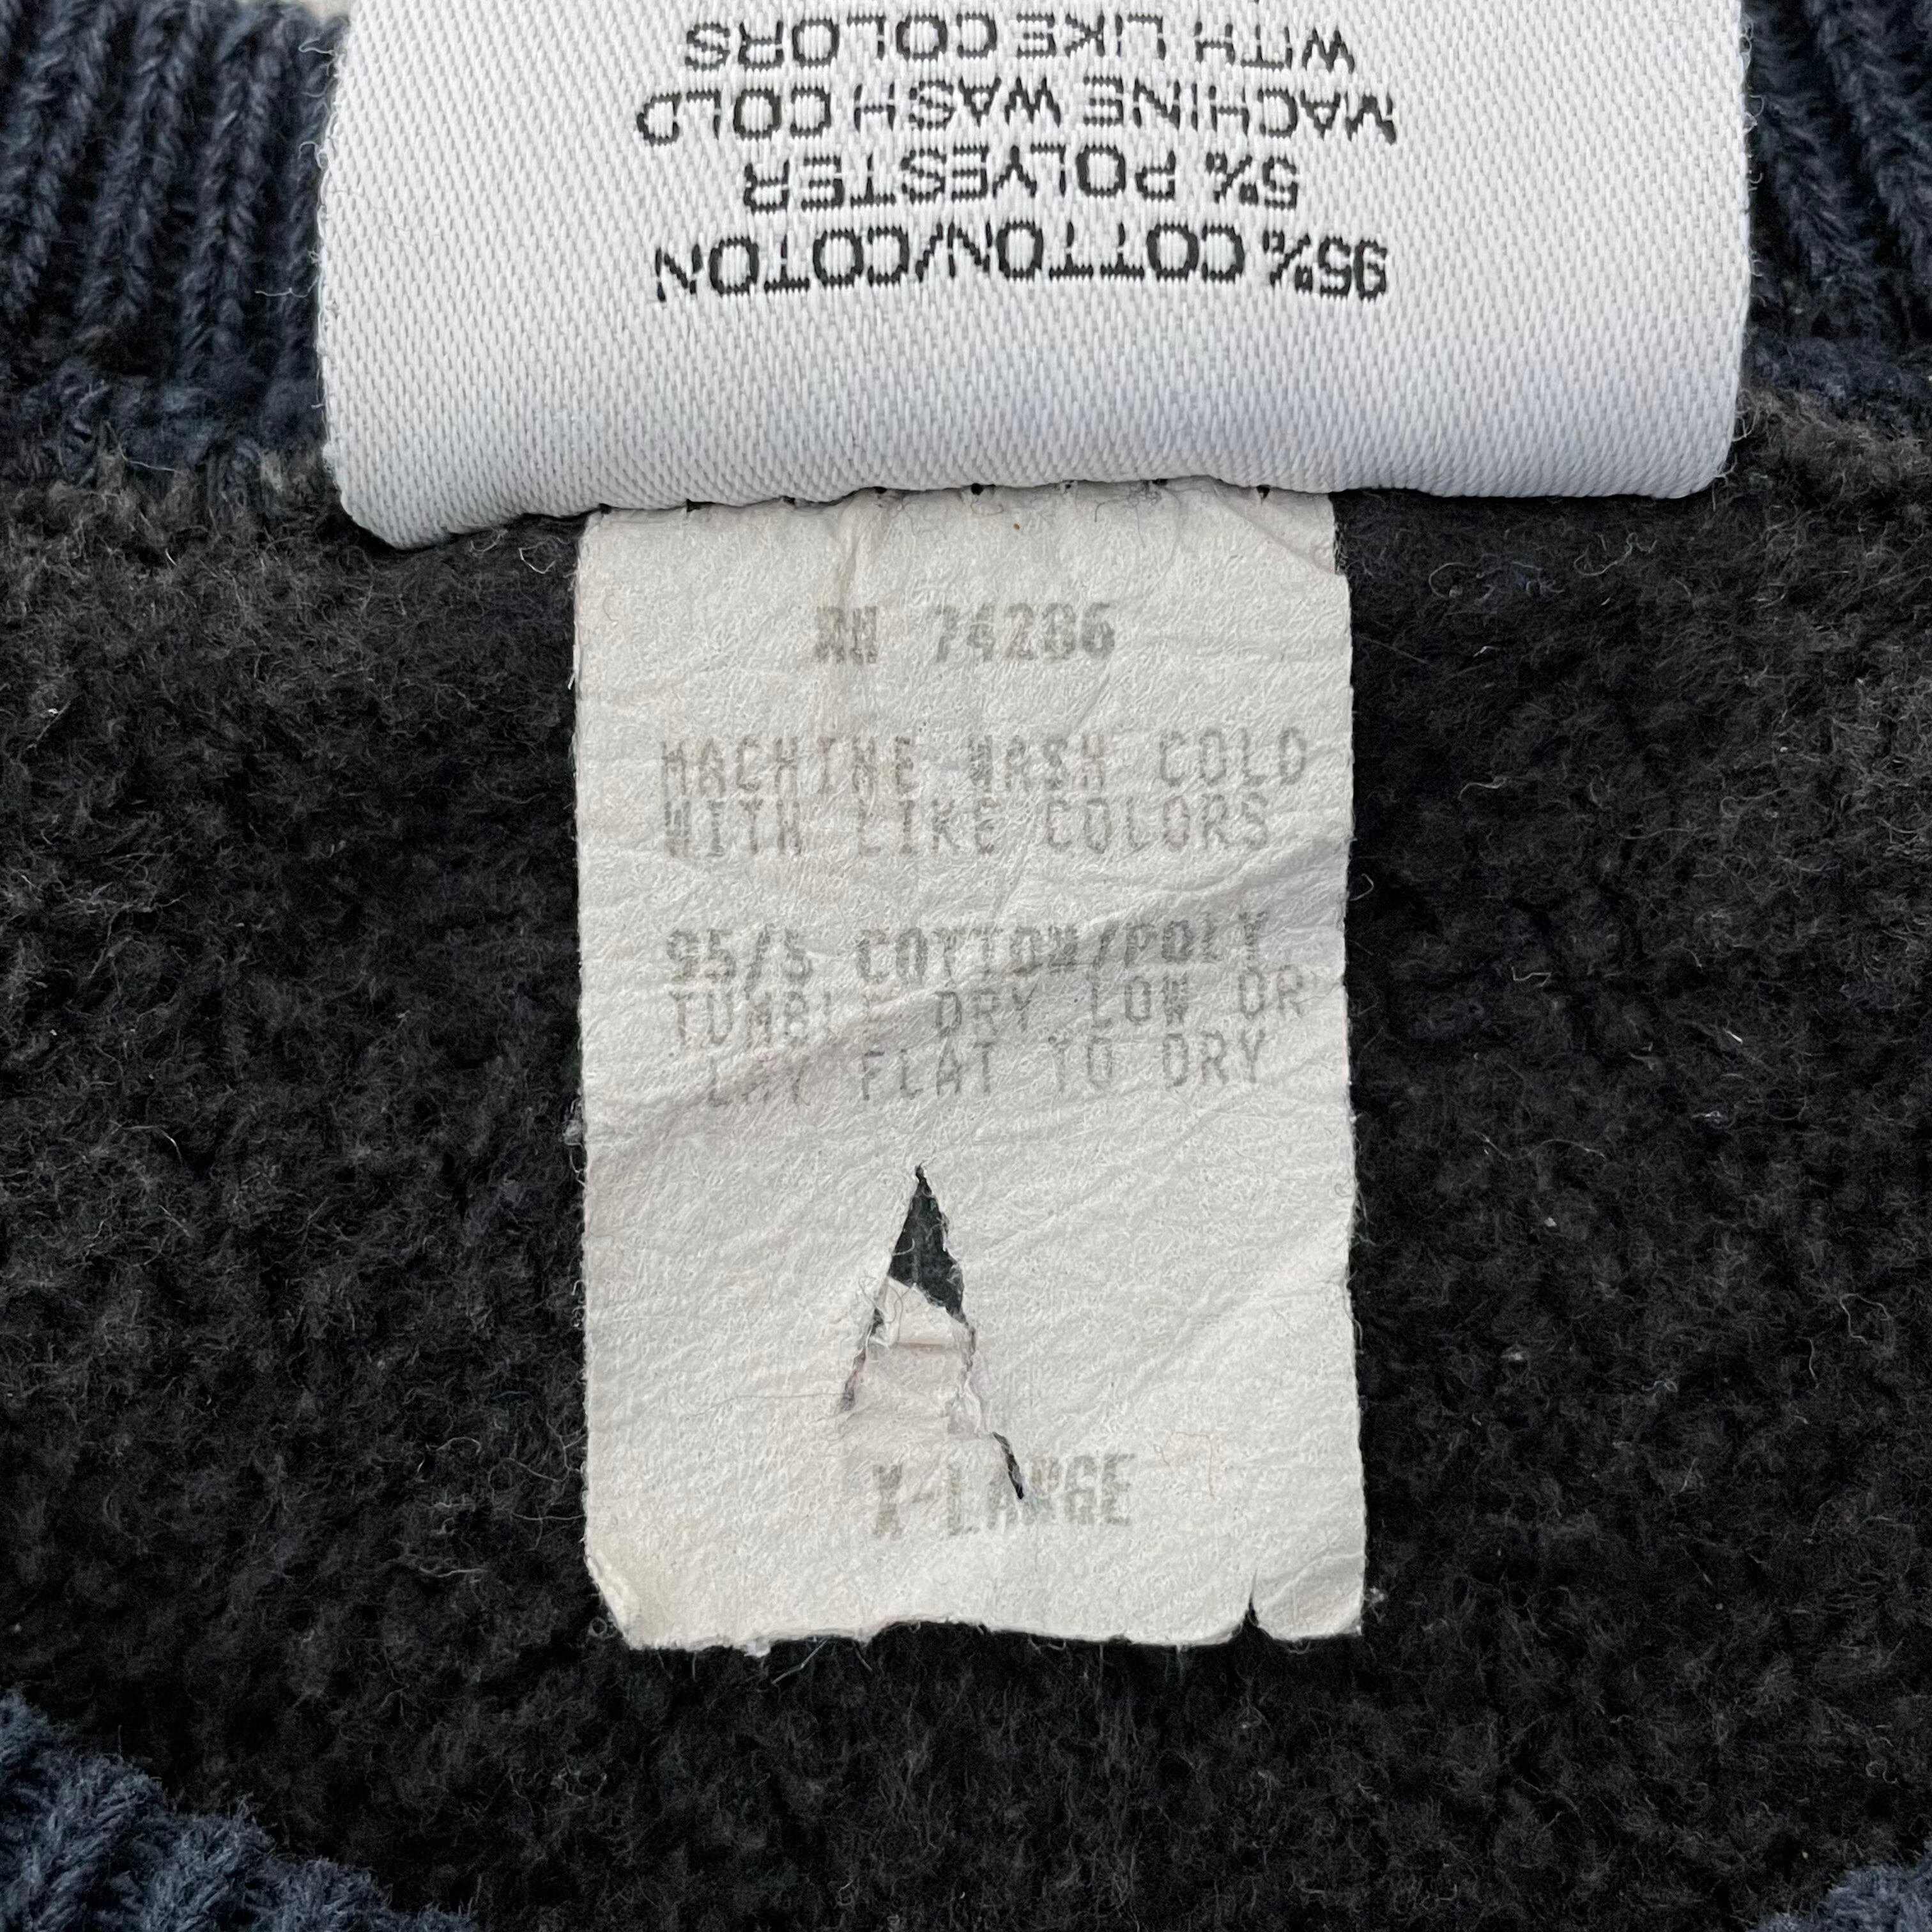 95% COTTON/COTON
5% POLYESTER
MACHINE WASH COLD
WITH LIKE COLORS
RN 74286
MACHINE WASH COLD
WITH LIKE COLORS
95/5 COTTON/POLY
TUMBLE DRY LOW OR
LAY FLAT TO DRY
X-LARGE